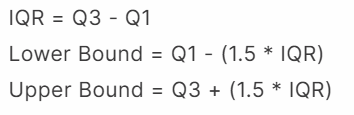 IQR = Q3 - Q1
Lower Bound = Q1 - (1.5 * IQR)
Upper Bound = Q3 + (1.5 * IQR)